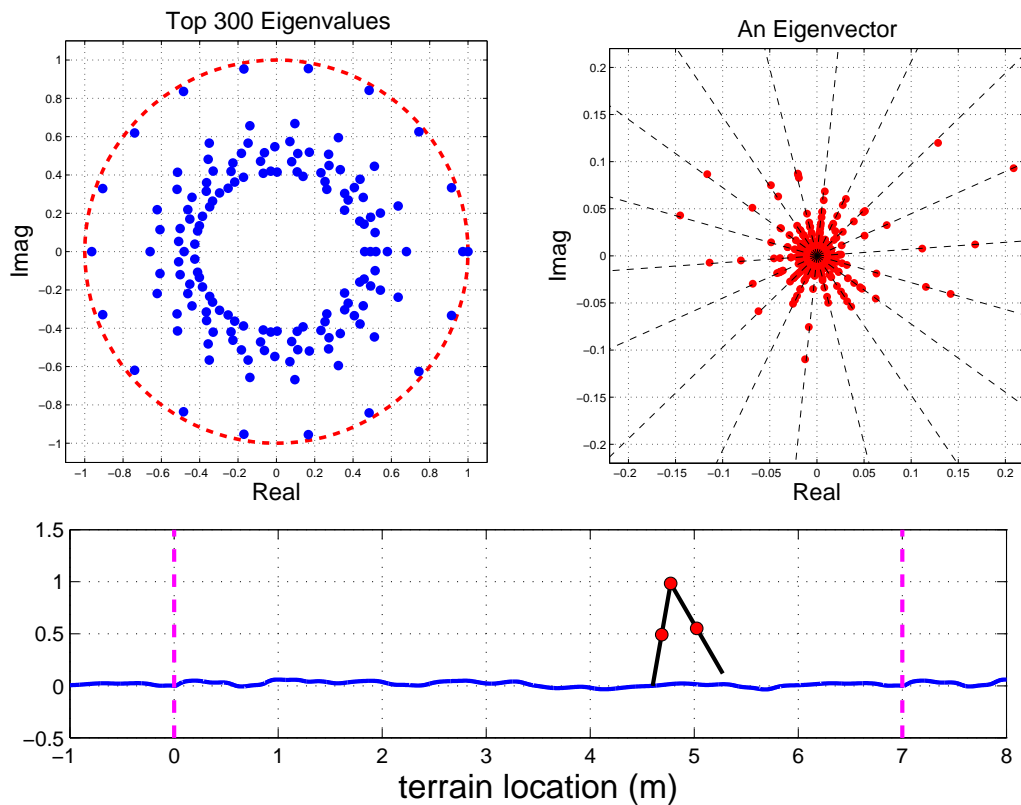 Top 300 Eigenvalues
1
0.8
0.6
0.4
0.2
0
−0.2
−0.4
−0.6
−0.8
−1
Imag
−1 −0.8 −0.6 −0.4 −0.2 0 0.2 0.4 0.6 0.8 1
Real
An Eigenvector
0.2
0.15
0.1
0.05
0
−0.05
−0.1
−0.15
−0.2
Imag
−0.2 −0.15 −0.1 −0.05 0 0.05 0.1 0.15 0.2
Real
1.5
1
0.5
0
−0.5
−1 0 1 2 3 4 5 6 7 8
terrain location (m)